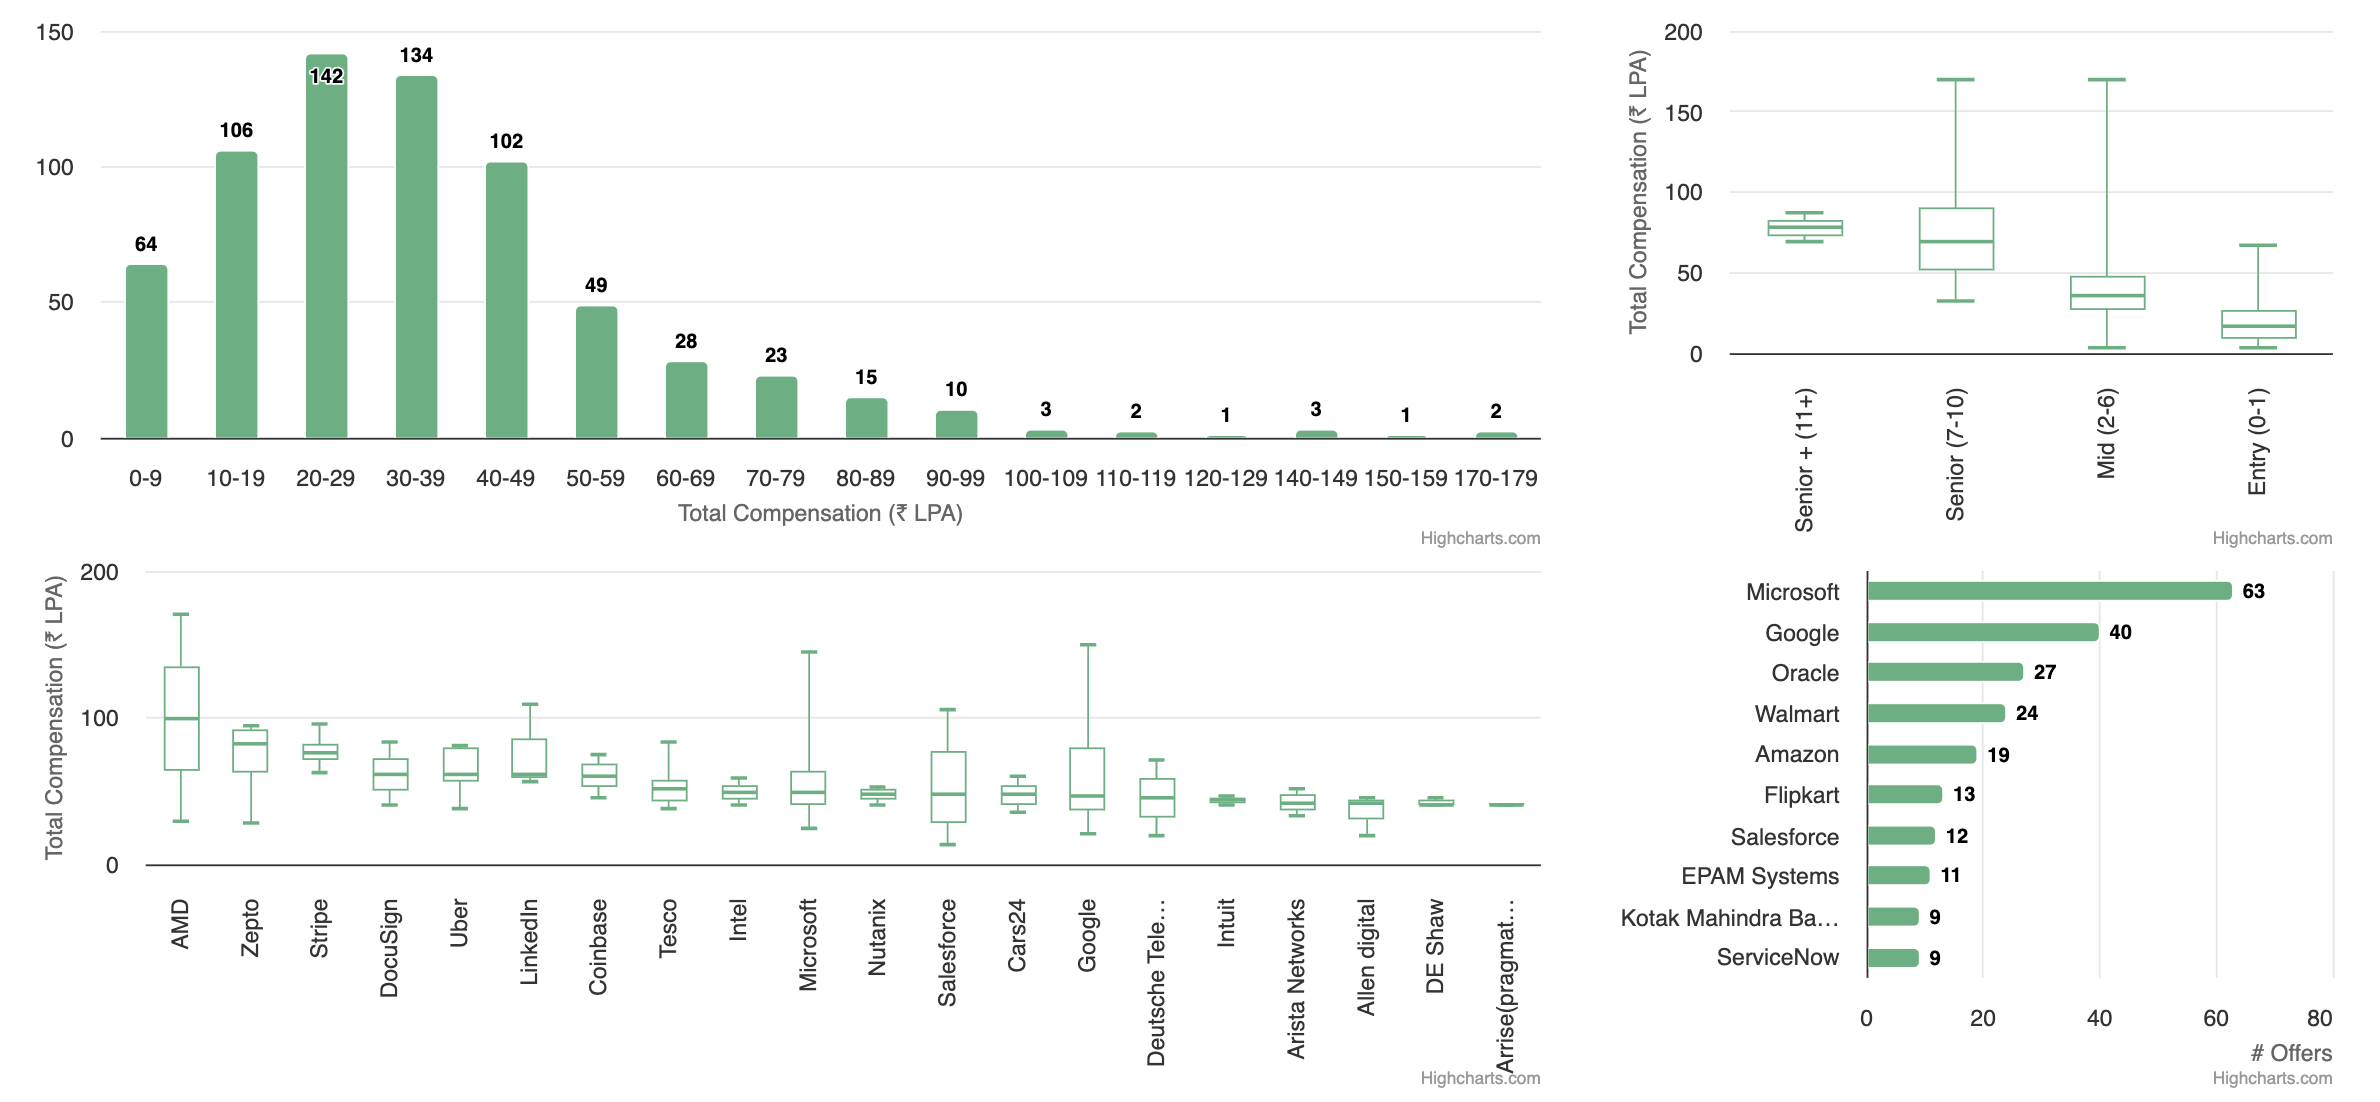 150
100
50
0
64
106
142
134
102
49
28
23
15
10
3
2
1
3
1
2
0-9 10-19 20-29 30-39 40-49 50-59 60-69 70-79 80-89 90-99 100-109 110-119 120-129 140-149 150-159 170-179
Total Compensation (₹ LPA)
Highcharts.com
Total Compensation (₹ LPA)
200
150
100
50
0
Senior + (11+)
Senior (7-10)
Mid (2-6)
Entry (0-1)
Highcharts.com
Total Compensation (₹ LPA)
200
100
0
AMD
Zepto
Stripe
DocuSign
Uber
LinkedIn
Coinbase
Tesco
Intel
Microsoft
Nutanix
Salesforce
Cars24
Google
Deutsche Tele…
Intuit
Arista Networks
Allen digital
DE Shaw
Arrise(pragmat…
Highcharts.com
Microsoft 63
Google 40
Oracle 27
Walmart 24
Amazon 19
Flipkart 13
Salesforce 12
EPAM Systems 11
Kotak Mahindra Ba… 9
ServiceNow 9
0 20 40 60 80
# Offers
Highcharts.com